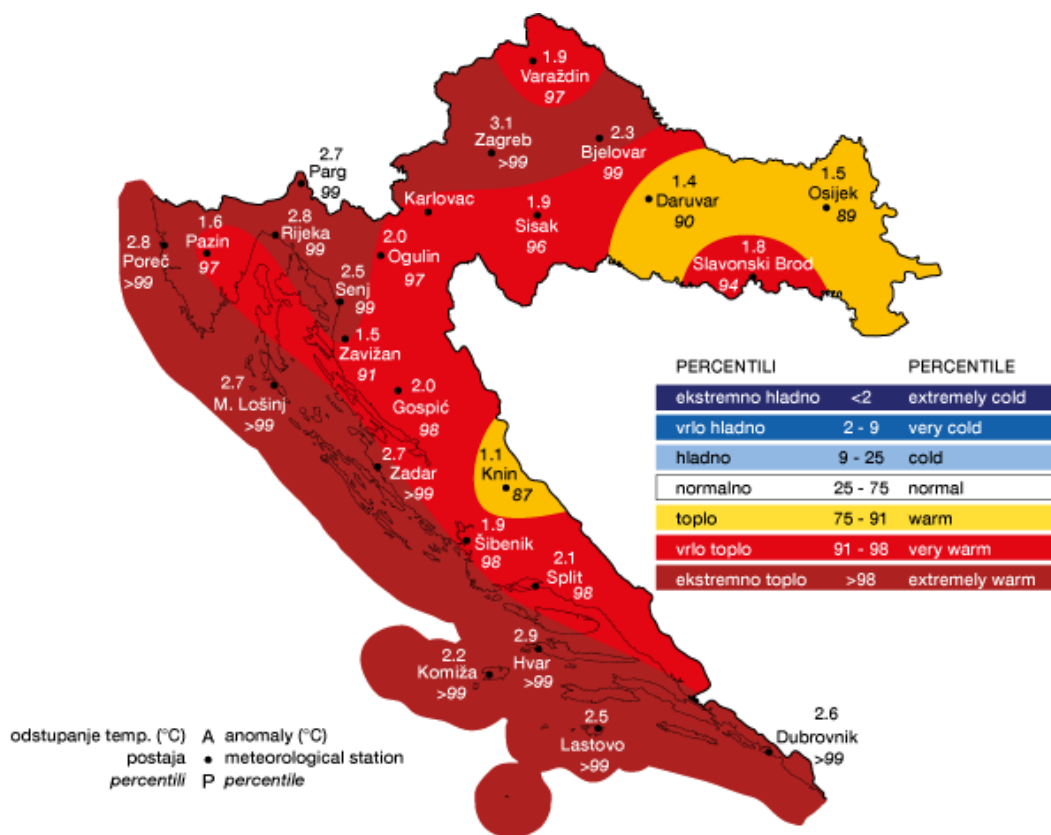 1.9
Varaždin
97
3.1
Zagreb
>99
2.3
Bjelovar
99
2.7
Parg
99
1.4
Daruvar
90
1.5
Osijek
89
Karlovac
1.9
Sisak
96
1.6
Pazin
97
2.8
Rijeka
99
2.8
Poreč
>99
2.0
Ogulin
97
1.8
Slavonski Brod
94
2.5
Senj
99
1.5
Zavižan
91
2.7
M. Lošinj
>99
2.0
Gospić
98
2.7
Zadar
>99
1.1
Knin
87
1.9
Šibenik
98
2.1
Split
98
2.9
Hvar
>99
2.2
Komiža
>99
2.5
Lastovo
>99
2.6
Dubrovnik
>99
PERCENTILI PERCENTILE
ekstremno hladno <2 extremely cold
vrlo hladno 2 - 9 very cold
hladno 9 - 25 cold
normalno 25 - 75 normal
toplo 75 - 91 warm
vrlo toplo 91 - 98 very warm
ekstremno toplo >98 extremely warm
odstupanje temp. (°C) A anomaly (°C)
postaja • meteorological station
percentili P percentile